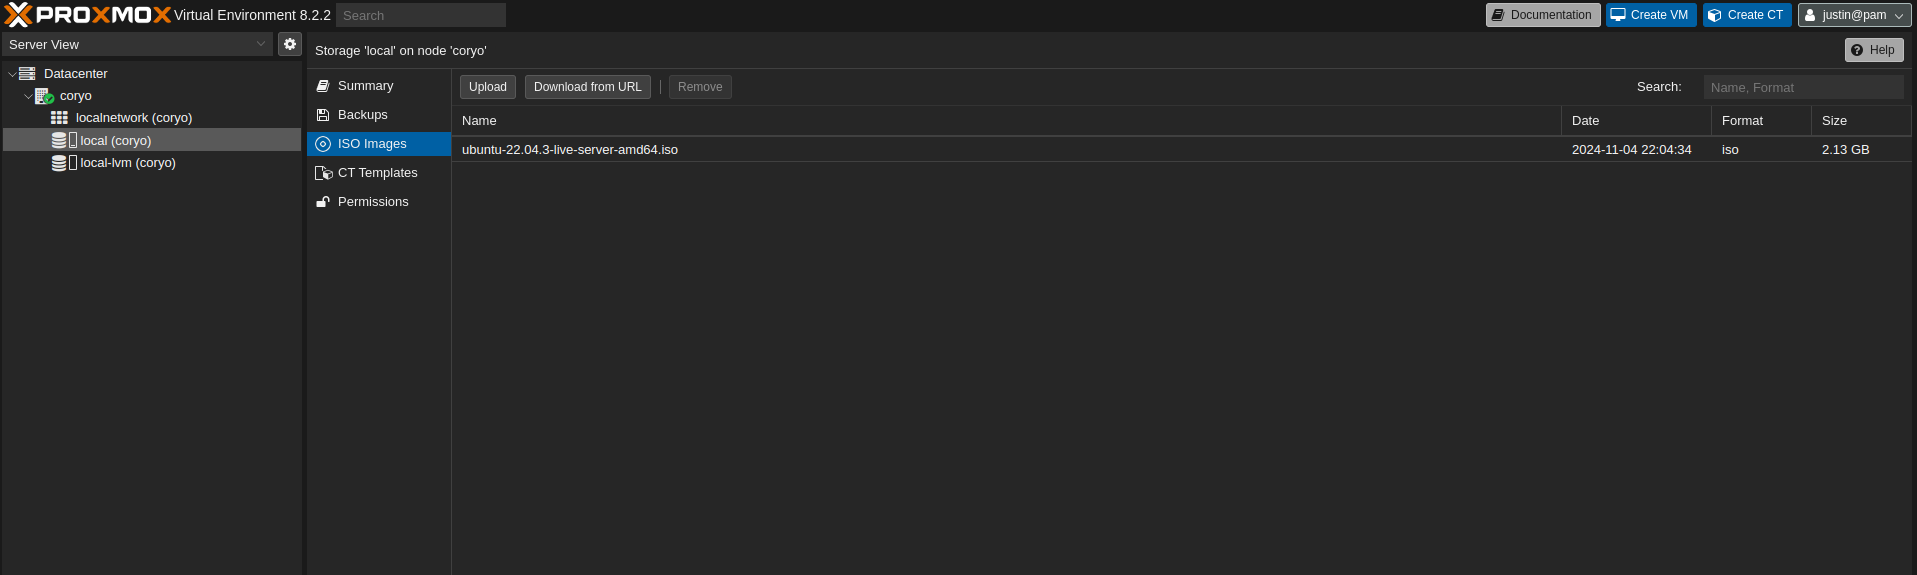 PROXMOX Virtual Environment 8.2.2 Search Documentation Create VM Create CT justin@pam
Server View
Storage 'local' on node 'coryo' Help
Datacenter
coryo
localnetwork (coryo)
local (coryo)
local-lvm (coryo)
Summary
Backups
ISO Images
CT Templates
Permissions
Upload Download from URL Remove Search: Name, Format
Name Date Format Size
ubuntu-22.04.3-live-server-amd64.iso 2024-11-04 22:04:34 iso 2.13 GB